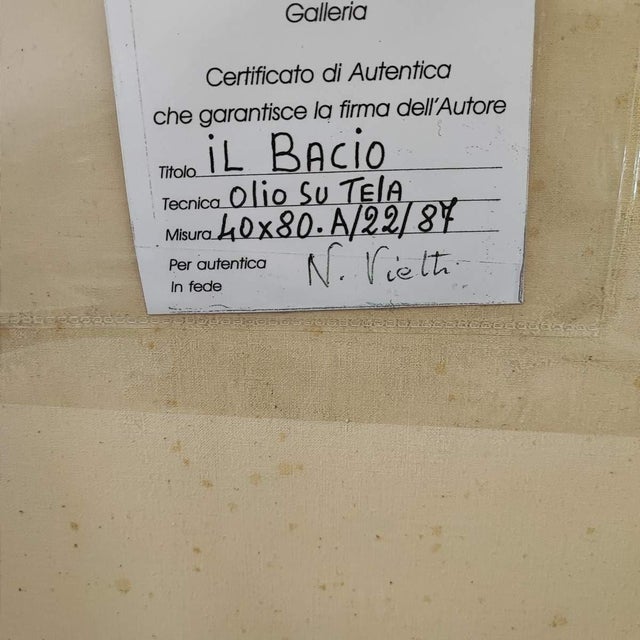 Galleria
Certificato di Autentica
che garantisce la firma dell'Autore
Titolo iL BACiO
Tecnica Olio SU TElA
Misura 40x80. A/22/87
Per autentica N. Vietti
In fede